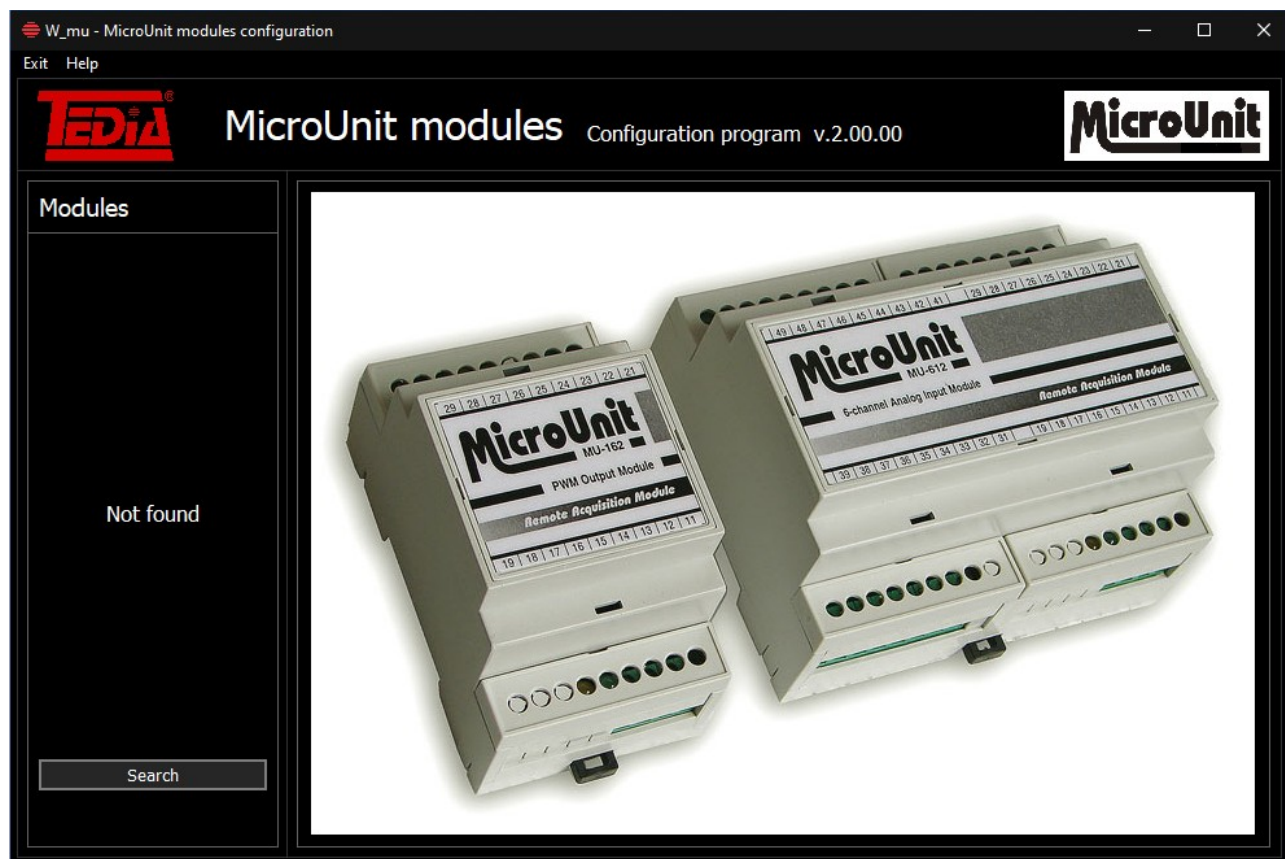 W_mu - MicroUnit modules configuration
Exit Help
TEDiA®
MicroUnit modules Configuration program v.2.00.00
MicroUnit
Modules
Not found
Search
29 28 27 26 25 24 23 22 21
MicroUnit
MU-162
PWM Output Module
Remote Acquisition Module
19 18 17 16 15 14 13 12 11
49 48 47 46 45 44 43 42 41 29 28 27 26 25 24 23 22 21
MicroUnit
MU-612
6-channel Analog Input Module
Remote Acquisition Module
39 38 37 36 35 34 33 32 31 19 18 17 16 15 14 13 12 11